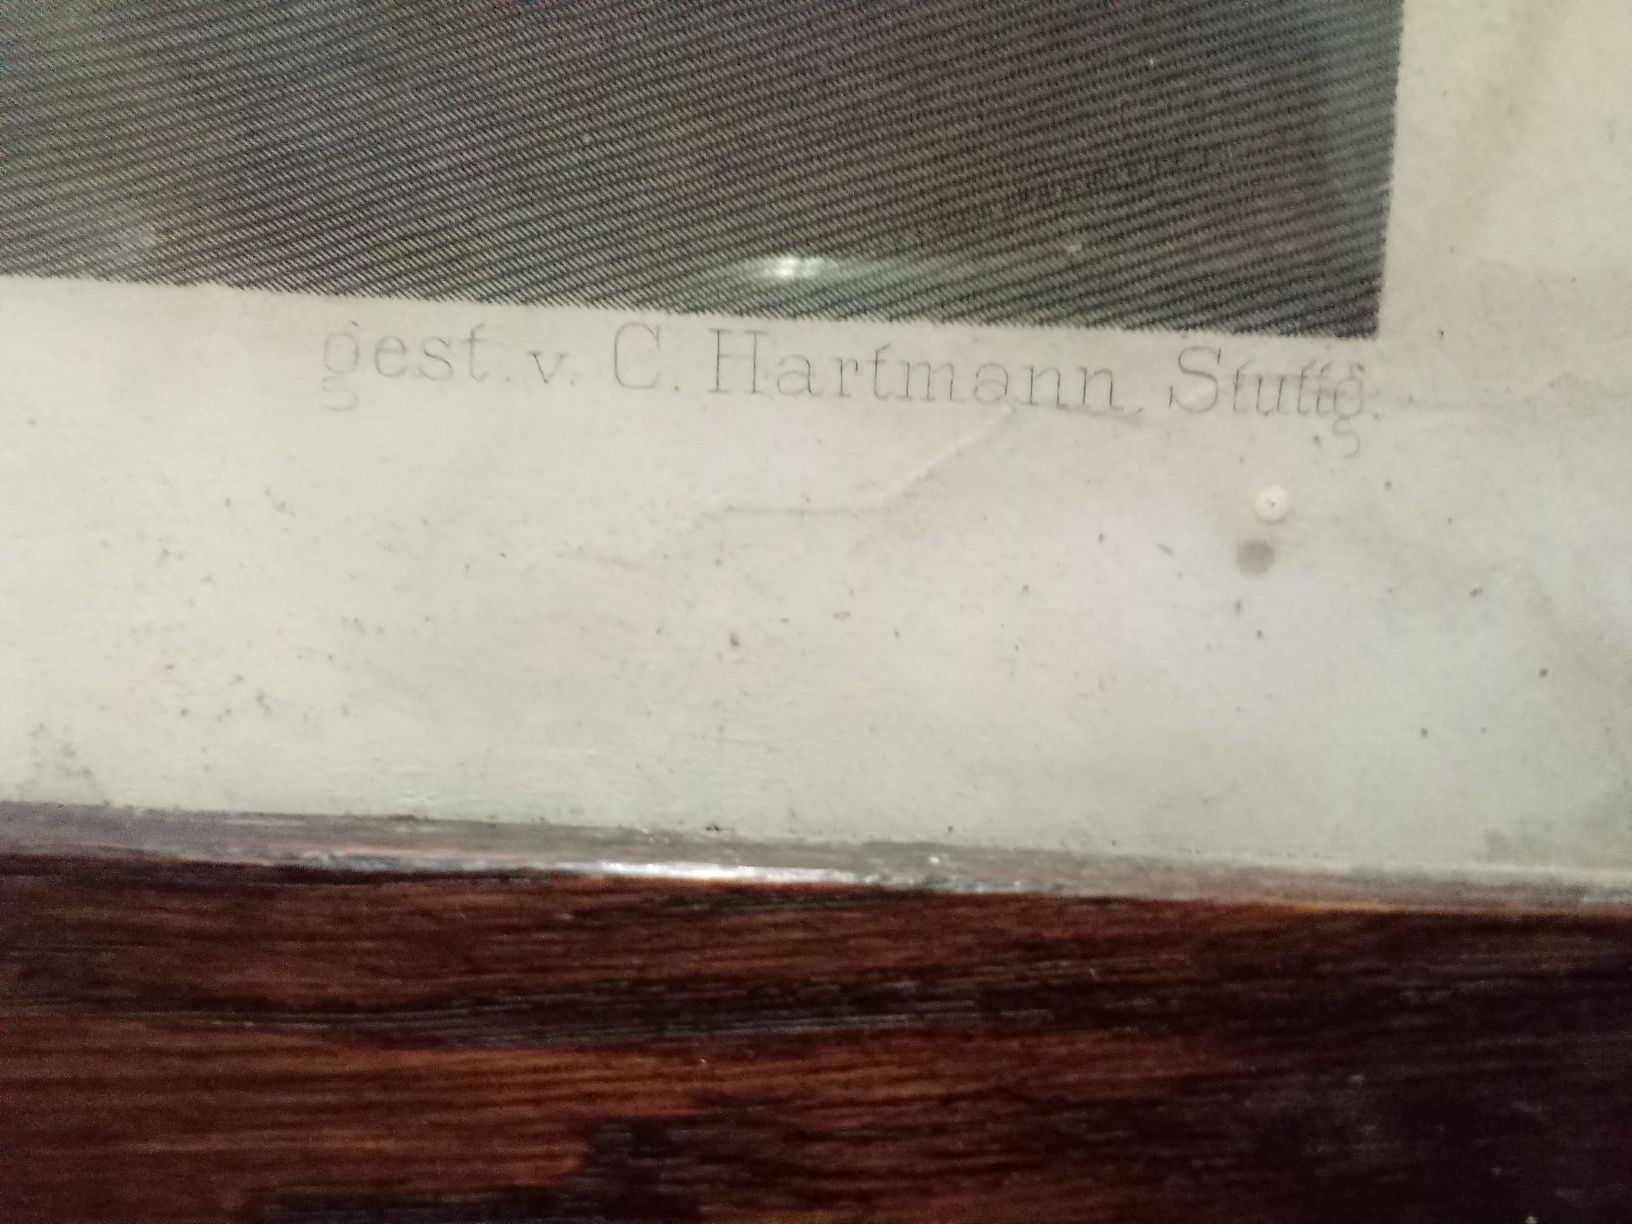 gest. v. C. Hartmann, Stuttg.